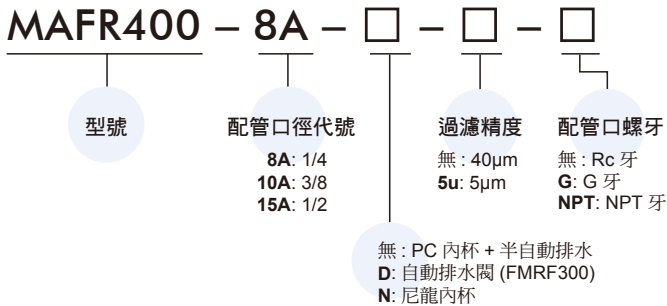 MAFR400 – 8A – □ – □ – □
型號
配管口徑代號
8A: 1/4
10A: 3/8
15A: 1/2
過濾精度
無 : 40μm
5u: 5μm
配管口螺牙
無 : Rc 牙
G: G 牙
NPT: NPT 牙
無 : PC 內杯 + 半自動排水
D: 自動排水閥 (FMRF300)
N: 尼龍內杯